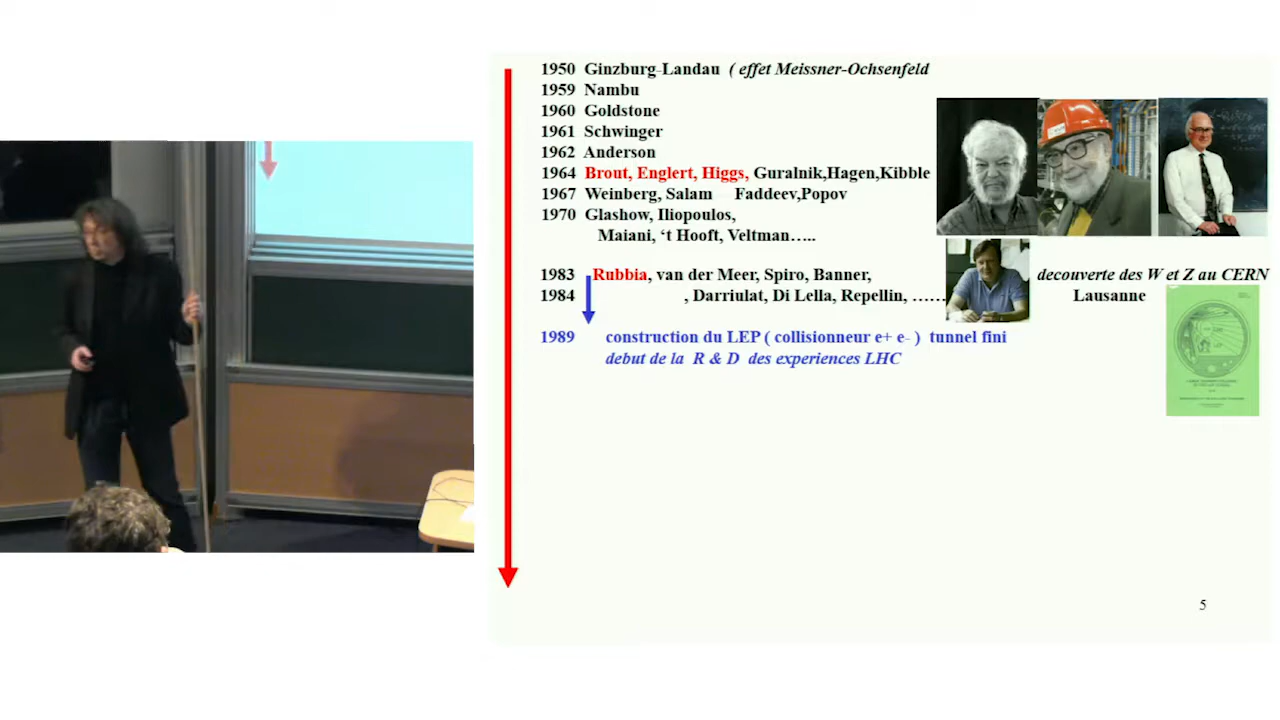 1950 Ginzburg-Landau ( effet Meissner-Ochsenfeld
1959 Nambu
1960 Goldstone
1961 Schwinger
1962 Anderson
1964 Brout, Englert, Higgs, Guralnik,Hagen,Kibble
1967 Weinberg, Salam Faddeev,Popov
1970 Glashow, Iliopoulos,
Maiani, ‘t Hooft, Veltman…..
1983 Rubbia, van der Meer, Spiro, Banner, decouverte des W et Z au CERN
1984 , Darriulat, Di Lella, Repellin, …… Lausanne
1989 construction du LEP ( collisionneur e+ e- ) tunnel fini
debut de la R & D des experiences LHC
5